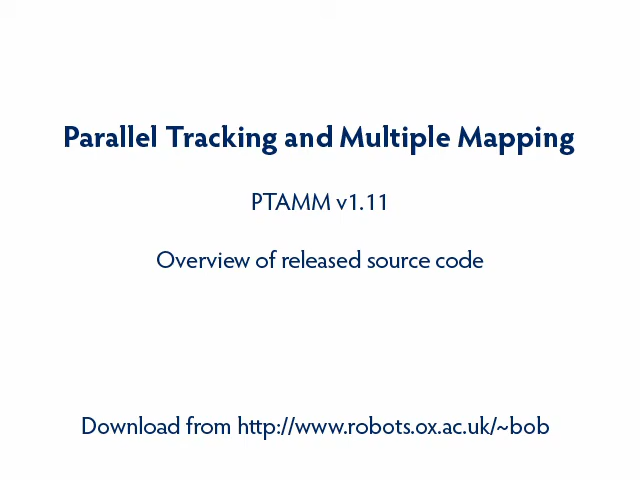 Parallel Tracking and Multiple Mapping
PTAMM v1.11
Overview of released source code
Download from http://www.robots.ox.ac.uk/~bob